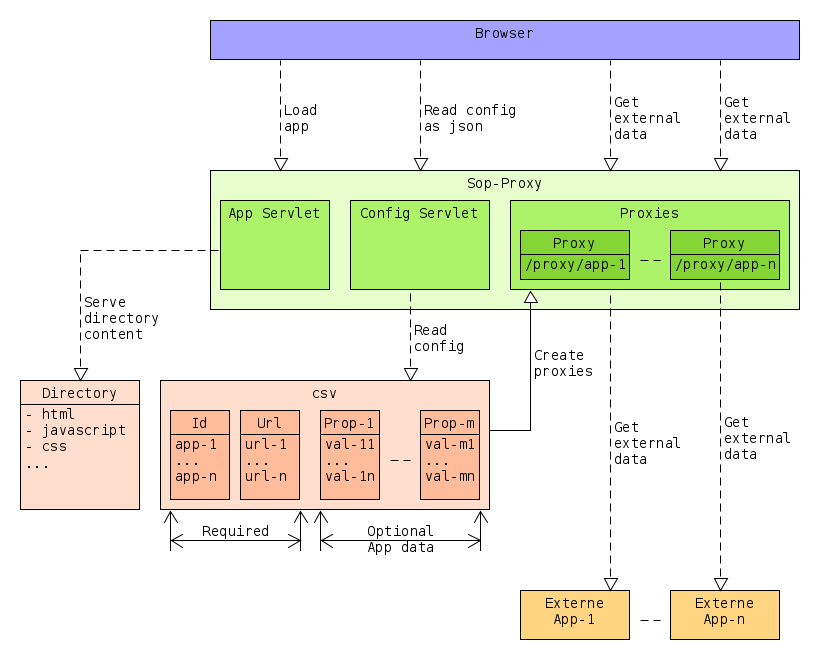 Browser
Load
app
Read config
as json
Get
external
data
Get
external
data
Sop-Proxy
App Servlet
Config Servlet
Proxies
Proxy
/proxy/app-1
--
Proxy
/proxy/app-n
Serve
directory
content
Read
config
Create
proxies
Directory
- html
- javascript
- css
...
csv
Id
app-1
...
app-n
Url
url-1
...
url-n
Prop-1
val-11
...
val-1n
--
Prop-m
val-m1
...
val-mn
Required
Optional
App data
Get
external
data
Get
external
data
Externe
App-1
--
Externe
App-n